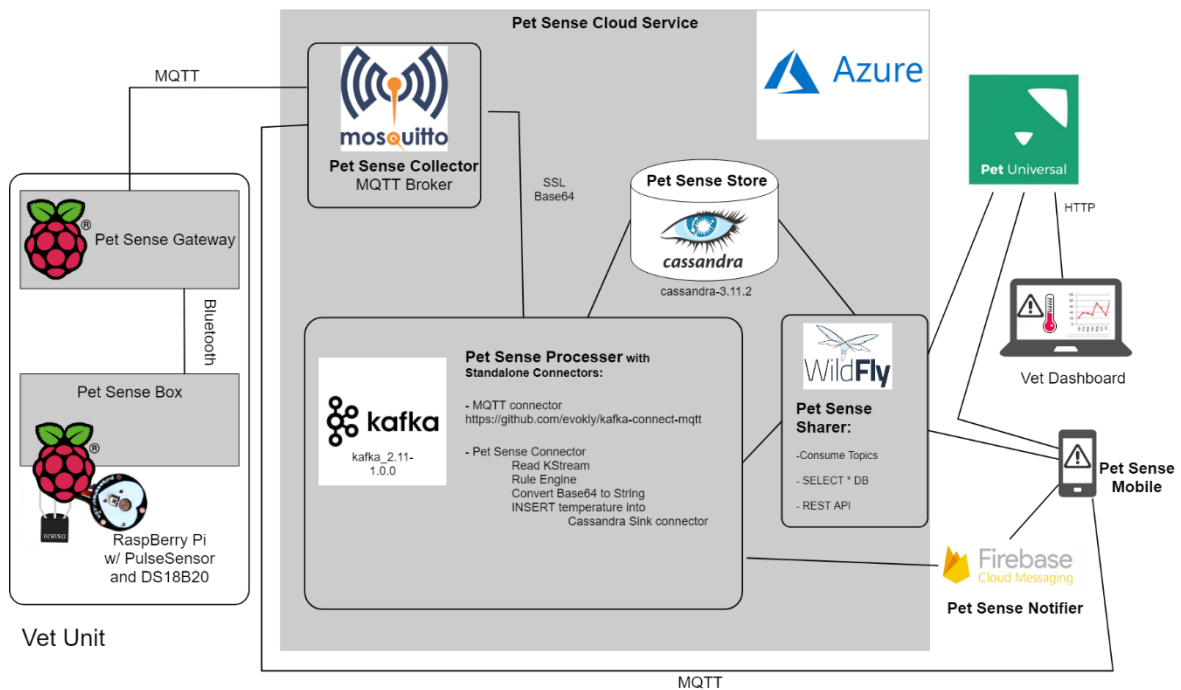 Pet Sense Cloud Service
MQTT
mosquitto
Pet Sense Collector
MQTT Broker
Azure
SSL
Base64
Pet Sense Store
cassandra
cassandra-3.11.2
Pet Universal
HTTP
Vet Dashboard
®
Pet Sense Gateway
Bluetooth
Pet Sense Box
®
DS18B20
RaspBerry Pi
w/ PulseSensor
and DS18B20
Vet Unit
kafka
kafka_2.11-
1.0.0
Pet Sense Processer with
Standalone Connectors:
- MQTT connector
https://github.com/evokly/kafka-connect-mqtt
- Pet Sense Connector
Read KStream
Rule Engine
Convert Base64 to String
INSERT temperature into
Cassandra Sink connector
WildFly
Pet Sense
Sharer:
-Consume Topics
- SELECT * DB
- REST API
Pet Sense
Mobile
Firebase
Cloud Messaging
Pet Sense Notifier
MQTT